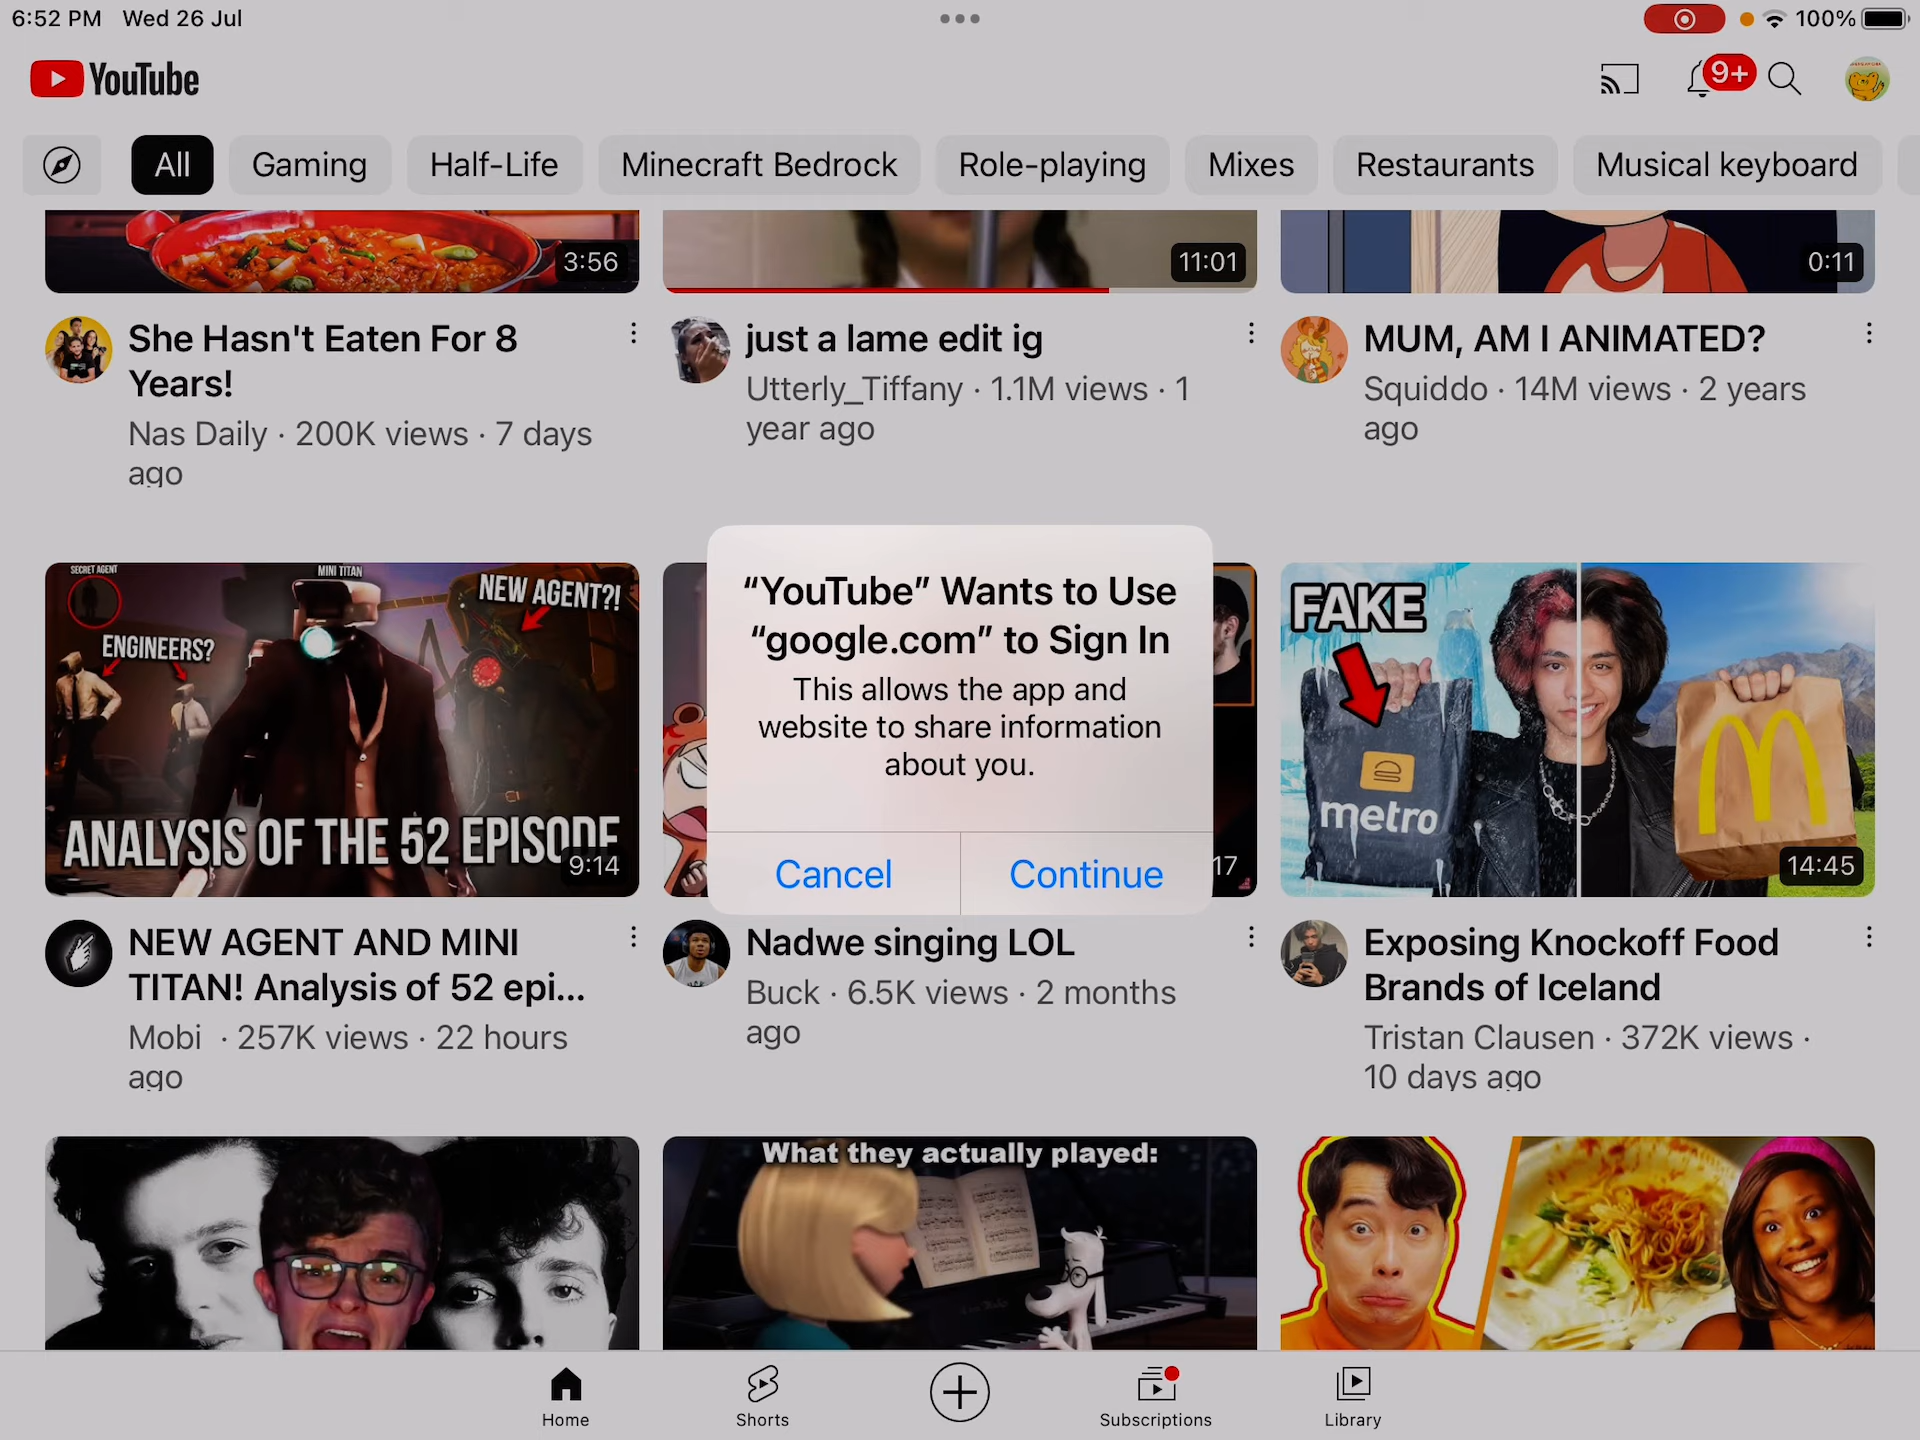 6:52 PM Wed 26 Jul
100%
YouTube
9+
All
Gaming
Half-Life
Minecraft Bedrock
Role-playing
Mixes
Restaurants
Musical keyboard
3:56
11:01
0:11
She Hasn't Eaten For 8
Years!
Nas Daily · 200K views · 7 days
ago
just a lame edit ig
Utterly_Tiffany · 1.1M views · 1
year ago
MUM, AM I ANIMATED?
Squiddo · 14M views · 2 years
ago
SECRET AGENT
MINI TITAN
NEW AGENT?!
ENGINEERS?
ANALYSIS OF THE 52 EPISODE
9:14
“YouTube” Wants to Use
“google.com” to Sign In
This allows the app and
website to share information
about you.
Cancel
Continue
17
FAKE
metro
14:45
NEW AGENT AND MINI
TITAN! Analysis of 52 epi...
Mobi · 257K views · 22 hours
ago
Nadwe singing LOL
Buck · 6.5K views · 2 months
ago
Exposing Knockoff Food
Brands of Iceland
Tristan Clausen · 372K views ·
10 days ago
What they actually played:
Home
Shorts
Subscriptions
Library